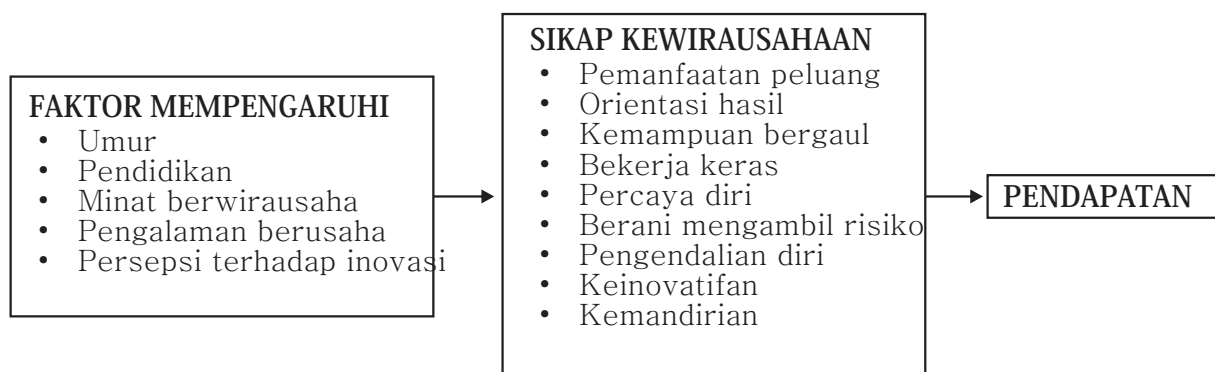 FAKTOR MEMPENGARUHI
• Umur
• Pendidikan
• Minat berwirausaha
• Pengalaman berusaha
• Persepsi terhadap inovasi
SIKAP KEWIRAUSAHAAN
• Pemanfaatan peluang
• Orientasi hasil
• Kemampuan bergaul
• Bekerja keras
• Percaya diri
• Berani mengambil risiko
• Pengendalian diri
• Keinovatifan
• Kemandirian
PENDAPATAN